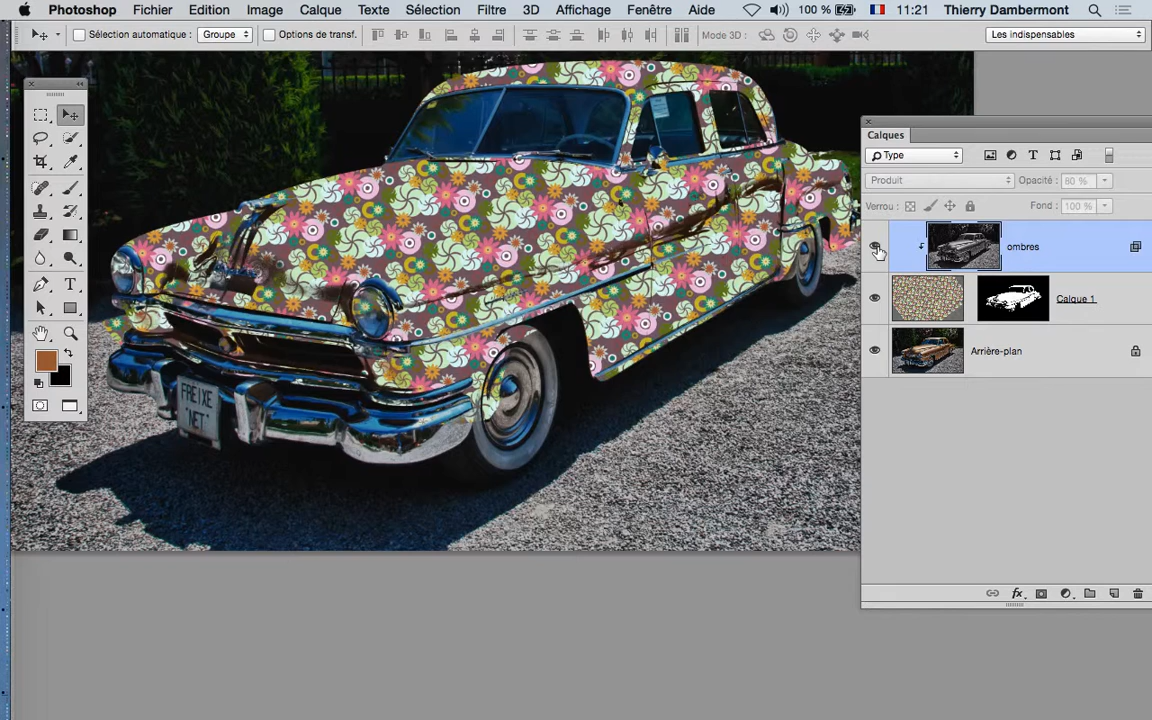 Photoshop Fichier Edition Image Calque Texte Sélection Filtre 3D Affichage Fenêtre Aide 100 % 11:21 Thierry Dambermont
Sélection automatique : Groupe Options de transf. Mode 3D : Les indispensables
Calques
Type
Produit Opacité : 80 %
Verrou : Fond : 100 %
ombres
Calque 1
Arrière-plan
T
FREIXE
"NET"
fx